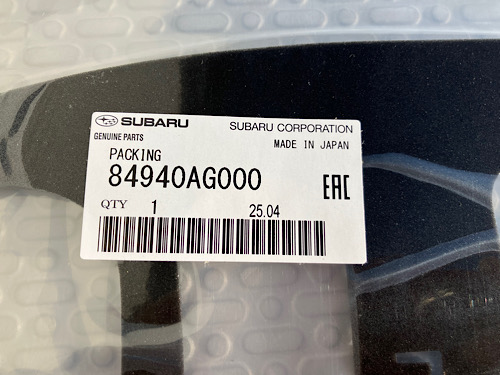 SUBARU SUBARU CORPORATION
GENUINE PARTS MADE IN JAPAN
PACKING
84940AG000
EAC
QTY 1 25.04